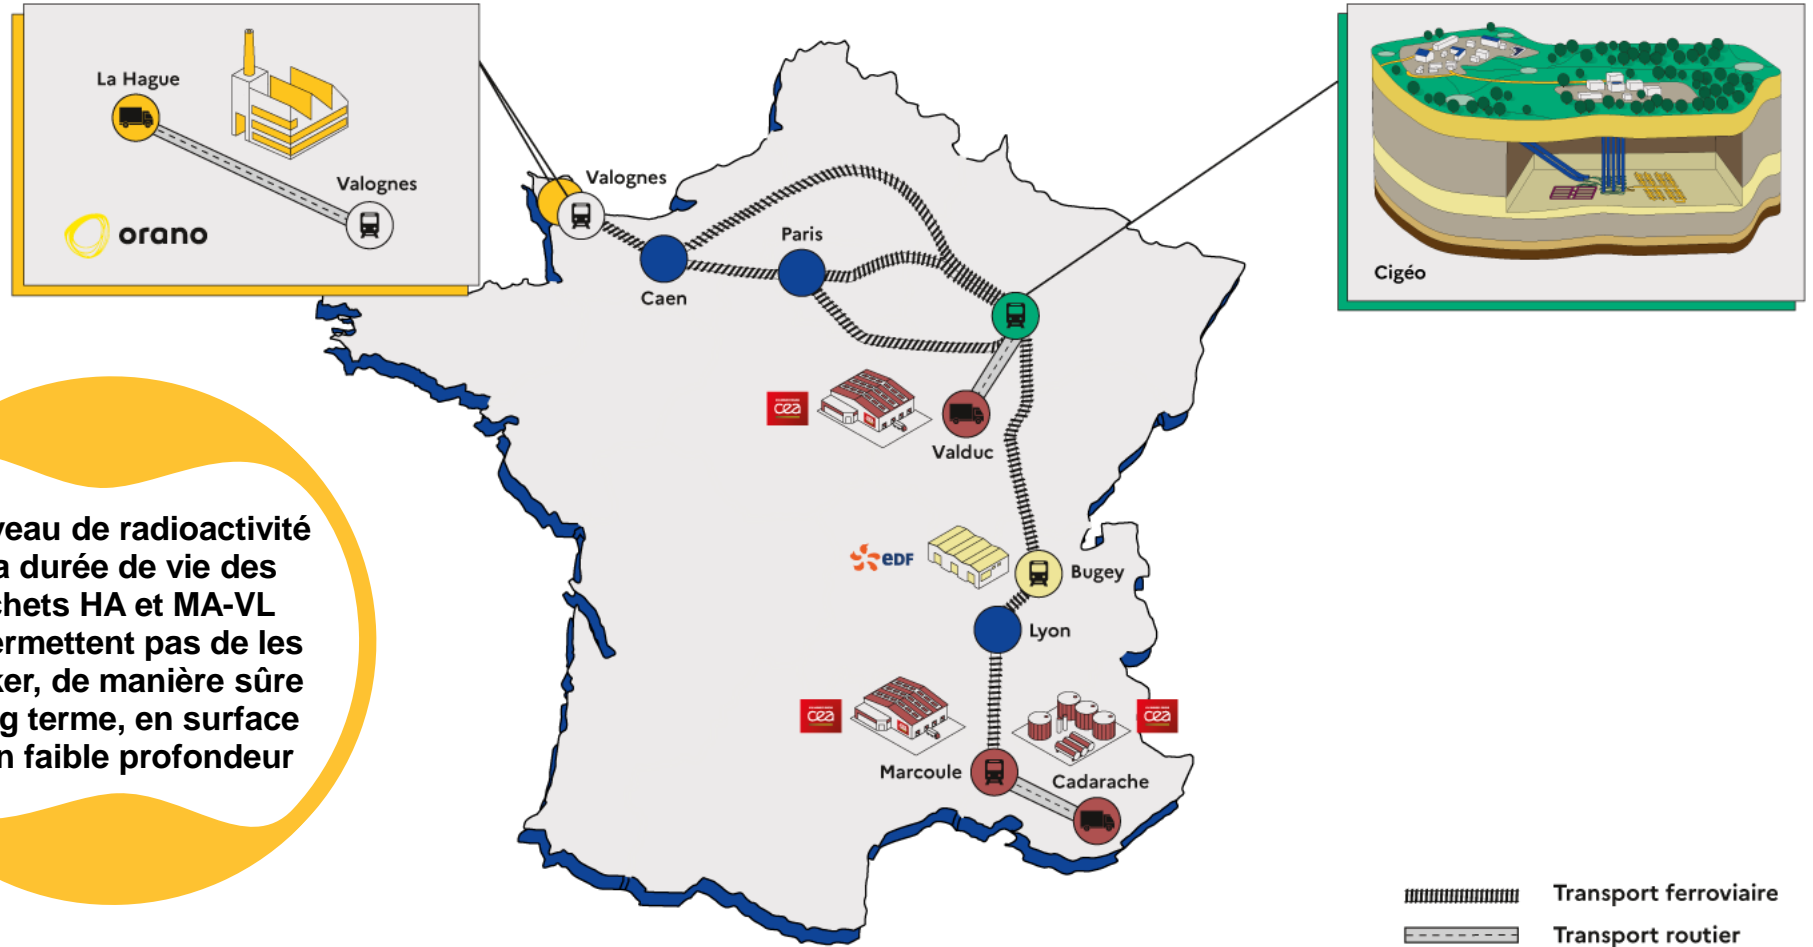 La Hague
Valognes
orano
Valognes
Caen
Paris
Cigéo
cea
Valduc
eDF
Bugey
Lyon
cea
cea
Marcoule
Cadarache
veau de radioactivité
a durée de vie des
chets HA et MA-VL
ermettent pas de les
ker, de manière sûre
g terme, en surface
n faible profondeur
Transport ferroviaire
Transport routier